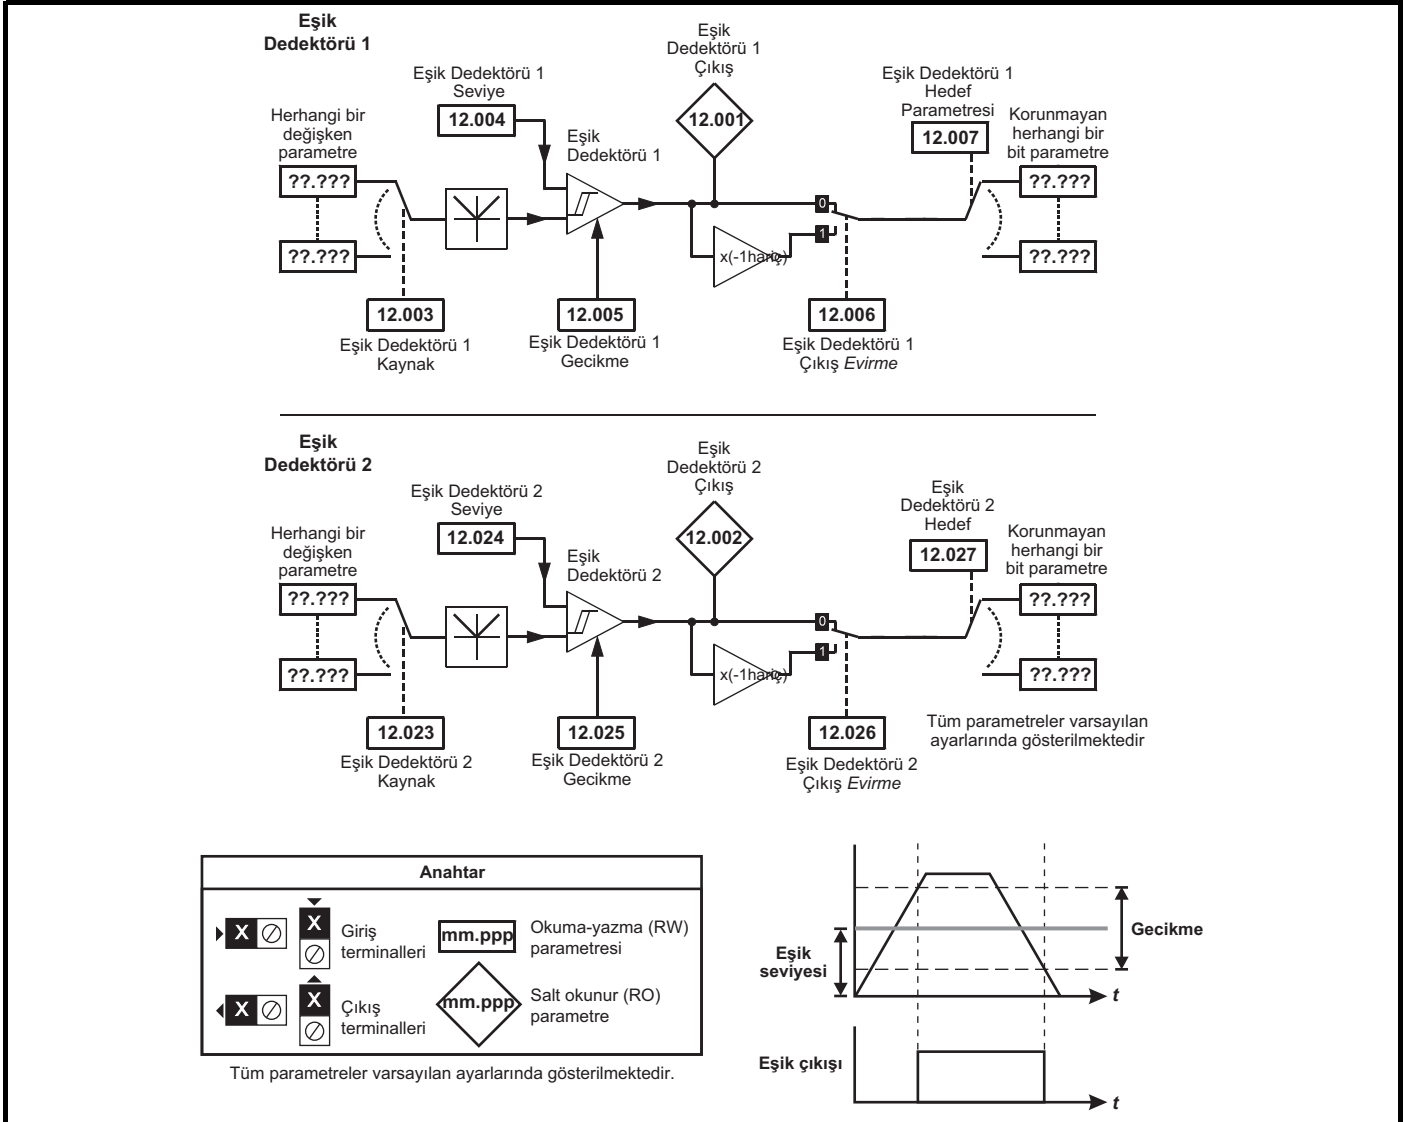 Eşik
Dedektörü 1
Eşik
Dedektörü 1
Çıkış
Eşik Dedektörü 1
Seviye
12.004
12.001
Eşik Dedektörü 1
Hedef
Parametresi
12.007
Herhangi bir
değişken
parametre
Eşik
Dedektörü 1
Korunmayan
herhangi bir
bit parametre
??.???
??.???
0
1
x(-1hariç)
??.???
??.???
12.003
Eşik Dedektörü 1
Kaynak
12.005
Eşik Dedektörü 1
Gecikme
12.006
Eşik Dedektörü 1
Çıkış Evirme
Eşik
Dedektörü 2
Eşik
Dedektörü 2
Çıkış
Eşik Dedektörü 2
Seviye
12.024
12.002
Eşik
Dedektörü 2
Hedef
12.027
Herhangi bir
değişken
parametre
Eşik
Dedektörü 2
Korunmayan
herhangi bir
bit parametre
??.???
??.???
0
1
x(-1hariç)
??.???
??.???
12.023
Eşik Dedektörü 2
Kaynak
12.025
Eşik Dedektörü 2
Gecikme
12.026
Eşik Dedektörü 2
Çıkış Evirme
Tüm parametreler varsayılan
ayarlarında gösterilmektedir
Anahtar
X
X
Giriş
terminalleri
mm.ppp
Okuma-yazma (RW)
parametresi
X
X
Çıkış
terminalleri
mm.ppp
Salt okunur (RO)
parametre
Tüm parametreler varsayılan ayarlarında gösterilmektedir.
Eşik
seviyesi
Gecikme
t
Eşik çıkışı
t